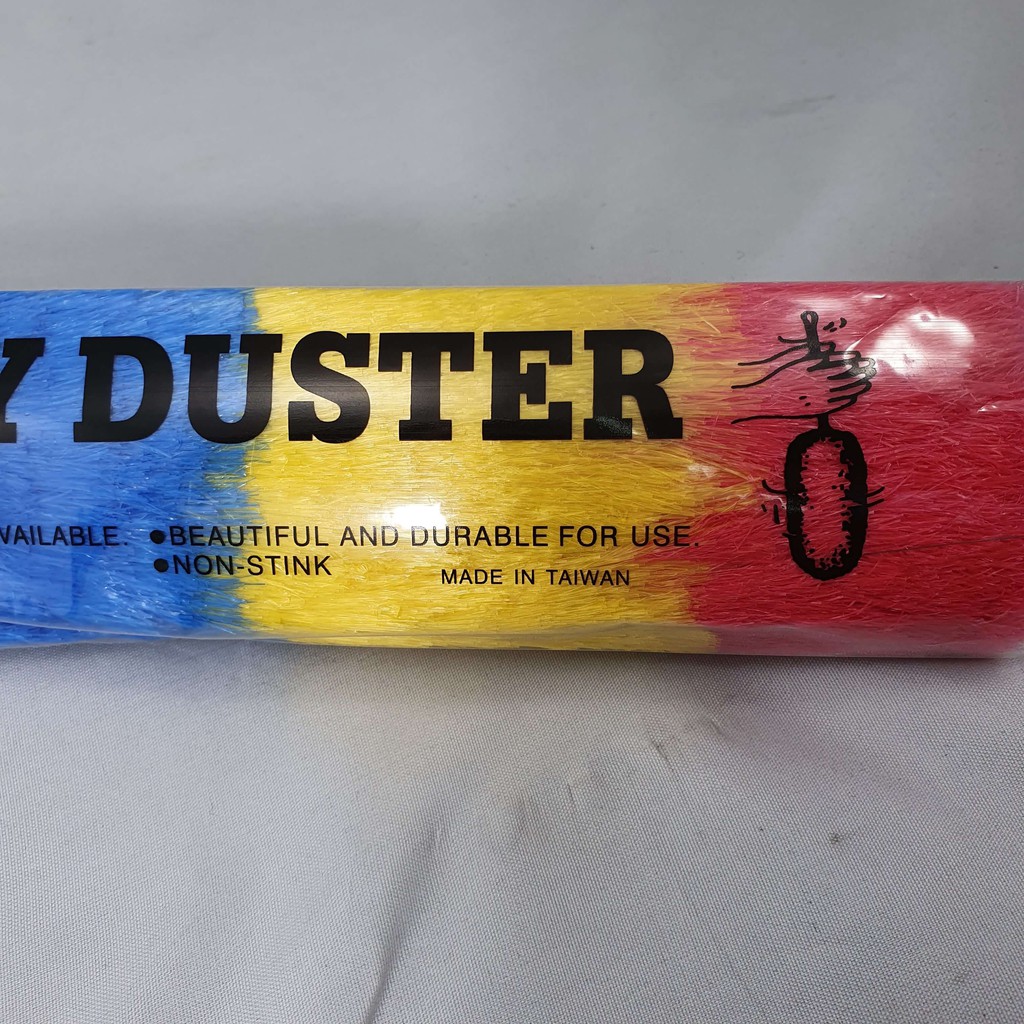 Y DUSTER
VAILABLE. ●BEAUTIFUL AND DURABLE FOR USE.
●NON-STINK
MADE IN TAIWAN